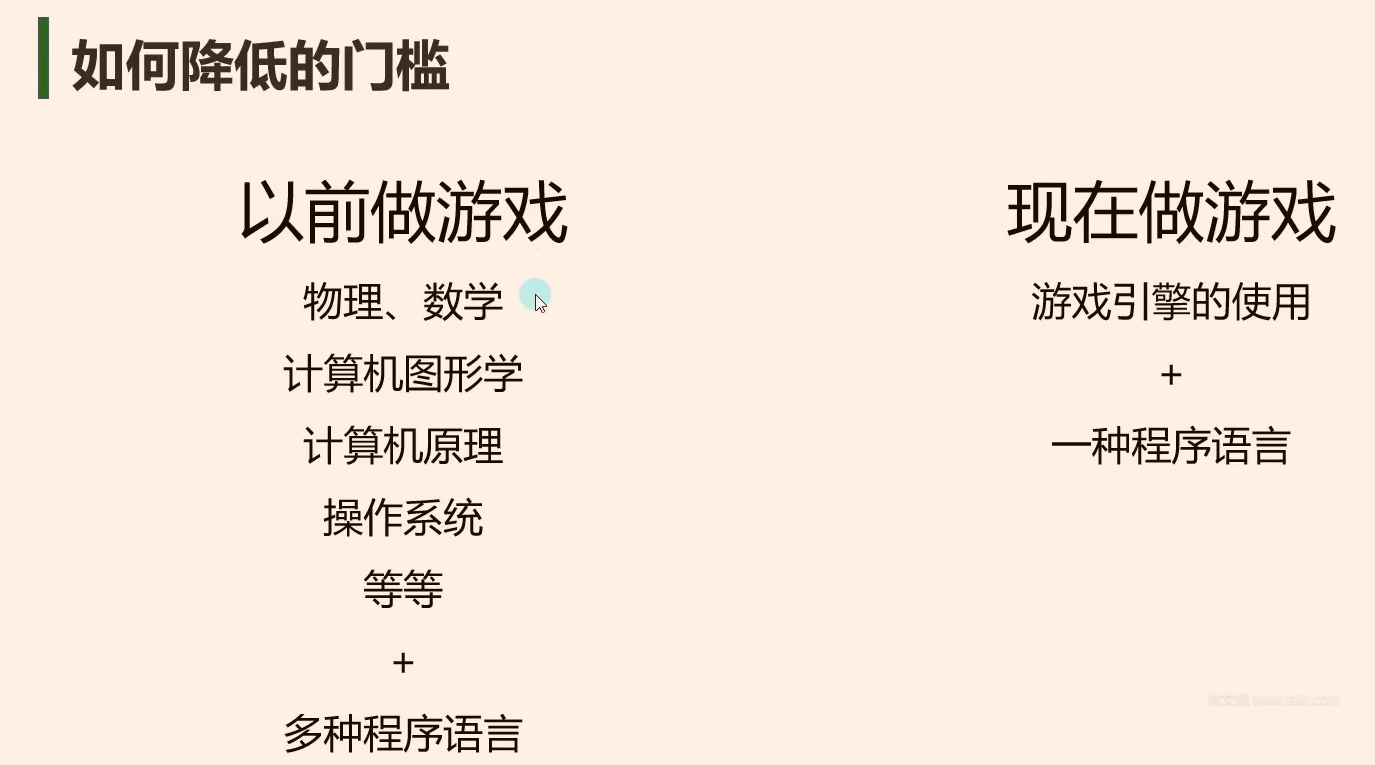 如何降低的门槛
以前做游戏
物理、数学
计算机图形学
计算机原理
操作系统
等等
+
多种程序语言
现在做游戏
游戏引擎的使用
+
一种程序语言